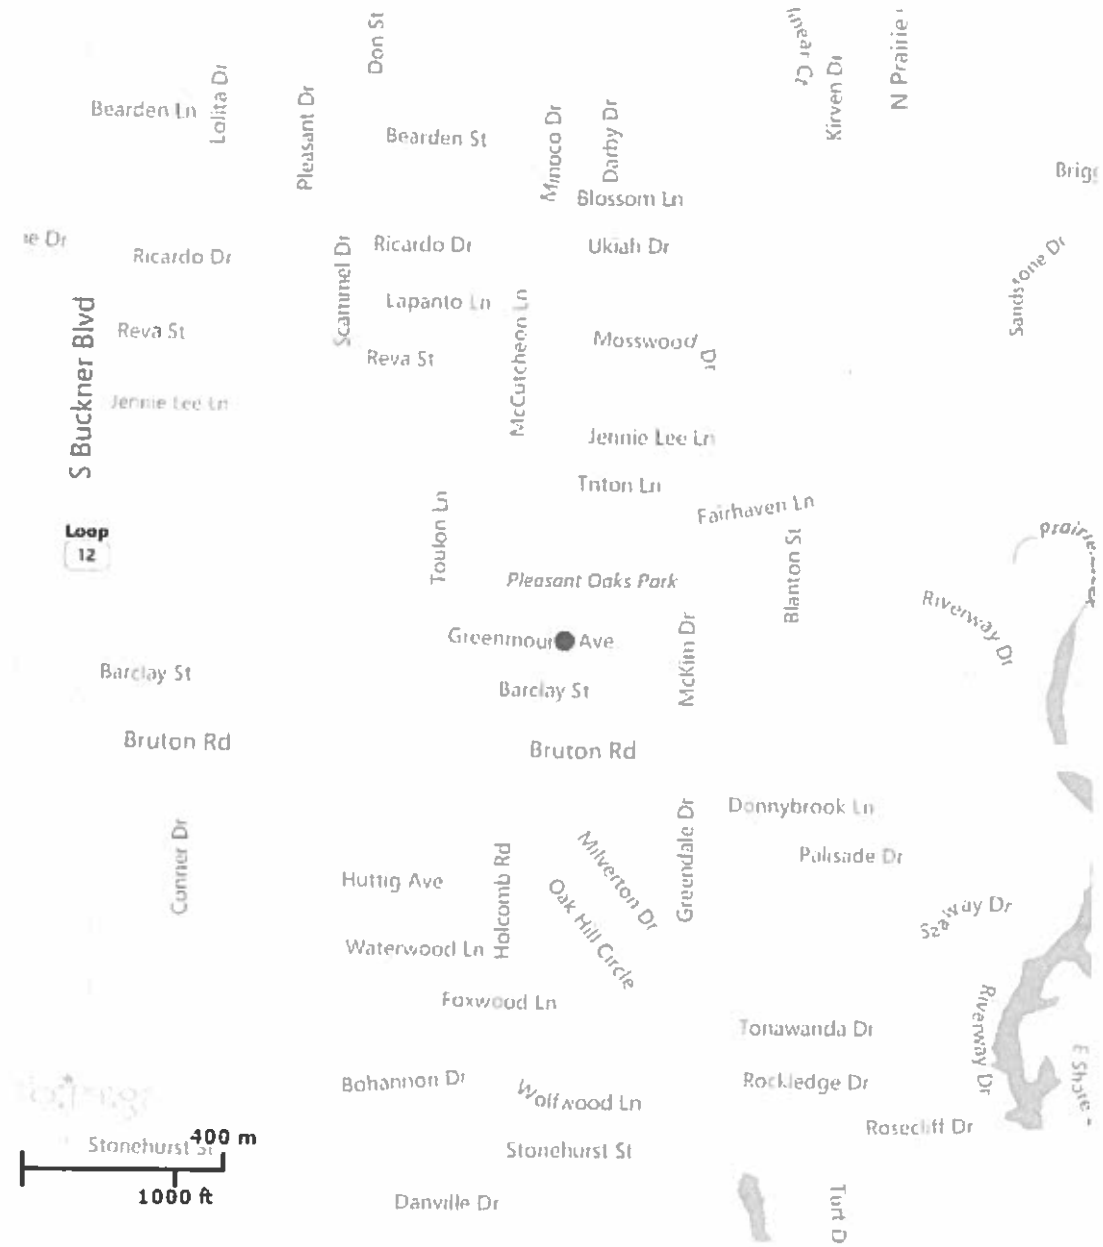 Don St
Kirven Dr
N Prairie
Lolita Dr
Bearden Ln
Pleasant Dr
Bearden St
Minoco Dr
Darby Dr
Blossom Ln
Ricardo Dr
Scammel Dr
Ricardo Dr
Ukiah Dr
Sandstone Dr
S Buckner Blvd
Reva St
Lapanto Ln
McCutcheon Ln
Mosswood Dr
Reva St
Jennie Lee Ln
Jennie Lee Ln
Triton Ln
Fairhaven Ln
Loop
12
Toulon Ln
Blanton St
Pleasant Oaks Park
Riverway Dr
Greenmoun Ave
McKim Dr
Barclay St
Barclay St
Bruton Rd
Bruton Rd
Donnybrook Ln
Conner Dr
Greendale Dr
Milverton Dr
Palisade Dr
Huttig Ave
Holcomb Rd
Oak Hill Circle
Seaway Dr
Waterwood Ln
Foxwood Ln
Riverway Dr
Tonawanda Dr
E Shore
Bohannon Dr
Wolfwood Ln
Rockledge Dr
Rosecliff Dr
Stonehurst St
400 m
Stonehurst St
1000 ft
Danville Dr